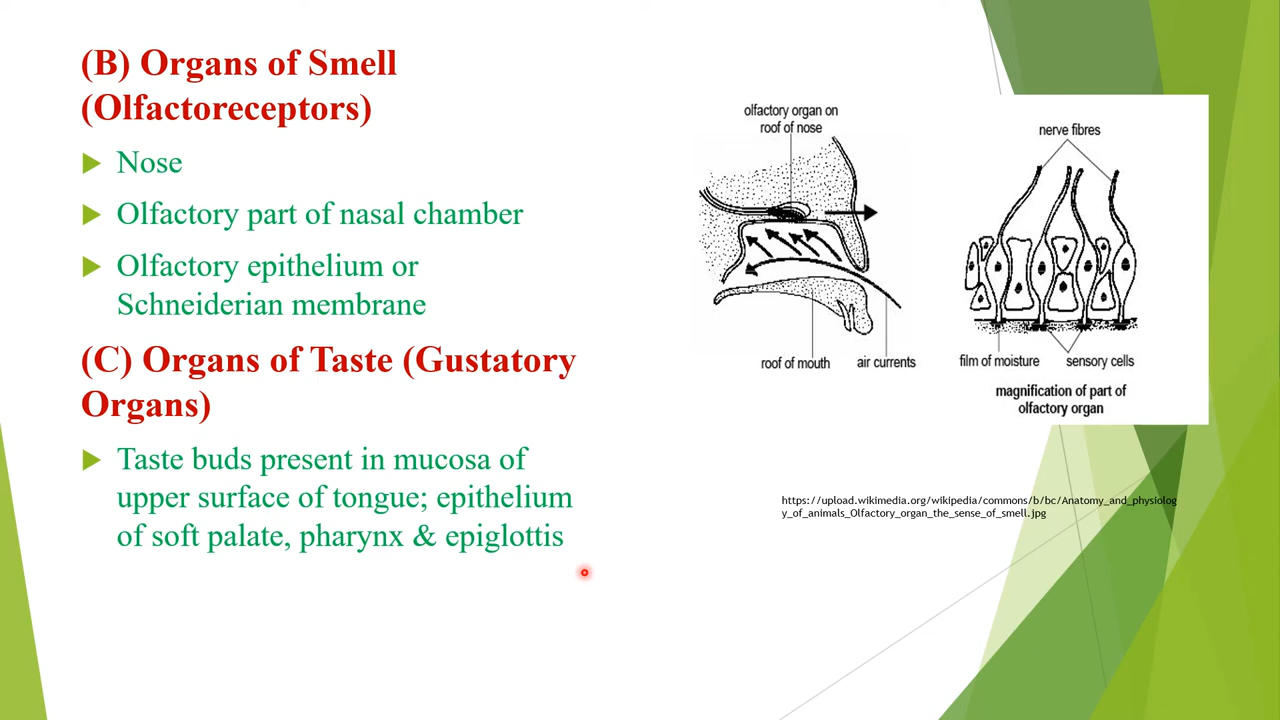 (B) Organs of Smell
(Olfactoreceptors)
Nose
Olfactory part of nasal chamber
Olfactory epithelium or
Schneiderian membrane
(C) Organs of Taste (Gustatory
Organs)
Taste buds present in mucosa of
upper surface of tongue; epithelium
of soft palate, pharynx & epiglottis
olfactory organ on
roof of nose
roof of mouth
air currents
nerve fibres
film of moisture
sensory cells
magnification of part of
olfactory organ
https://upload.wikimedia.org/wikipedia/commons/b/bc/Anatomy_and_physiolog
y_of_animals_Olfactory_organ_the_sense_of_smell.jpg